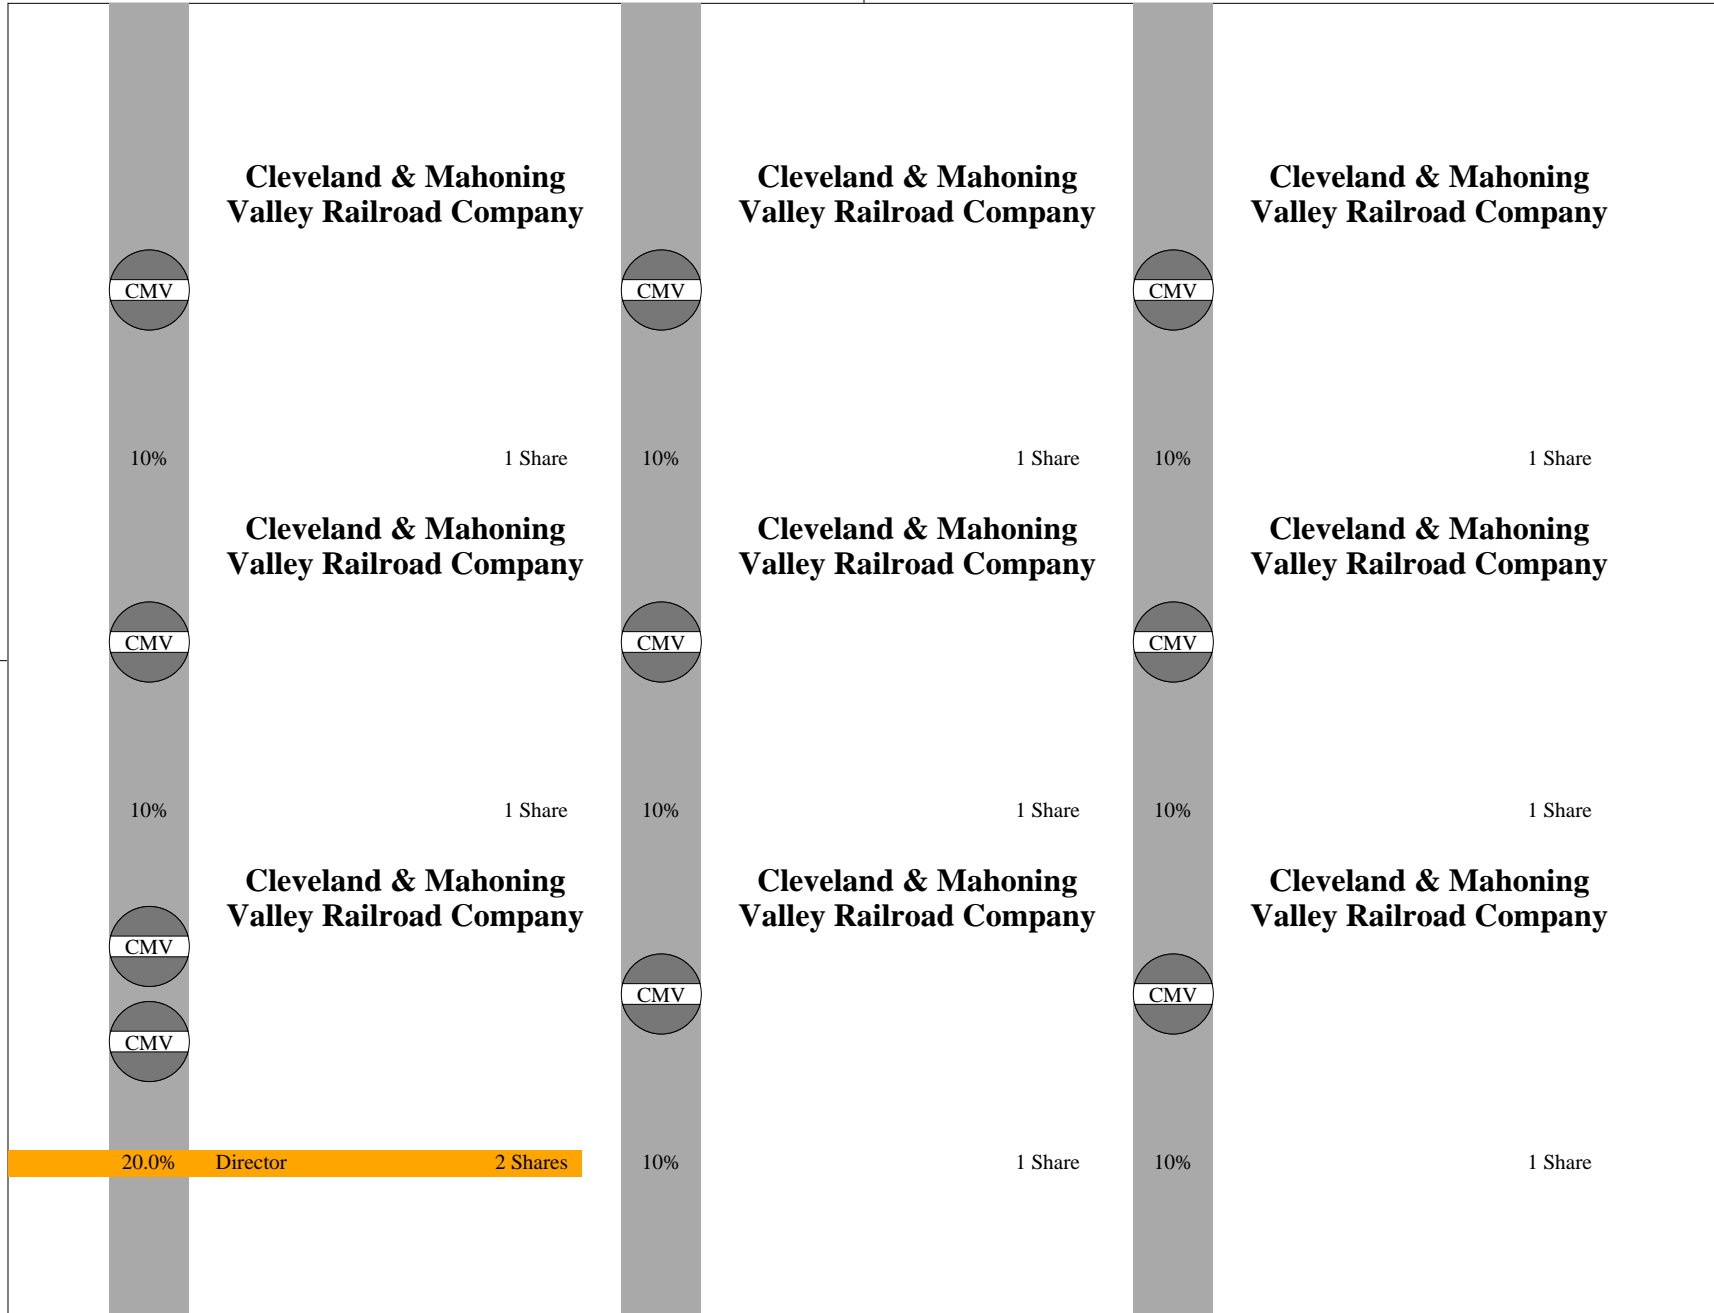 Cleveland & Mahoning
Valley Railroad Company
CMV
10%
1 Share
Cleveland & Mahoning
Valley Railroad Company
CMV
10%
1 Share
Cleveland & Mahoning
Valley Railroad Company
CMV
10%
1 Share
Cleveland & Mahoning
Valley Railroad Company
CMV
10%
1 Share
Cleveland & Mahoning
Valley Railroad Company
CMV
10%
1 Share
Cleveland & Mahoning
Valley Railroad Company
CMV
10%
1 Share
Cleveland & Mahoning
Valley Railroad Company
CMV
CMV
20.0% Director 2 Shares
Cleveland & Mahoning
Valley Railroad Company
CMV
10%
1 Share
Cleveland & Mahoning
Valley Railroad Company
CMV
10%
1 Share